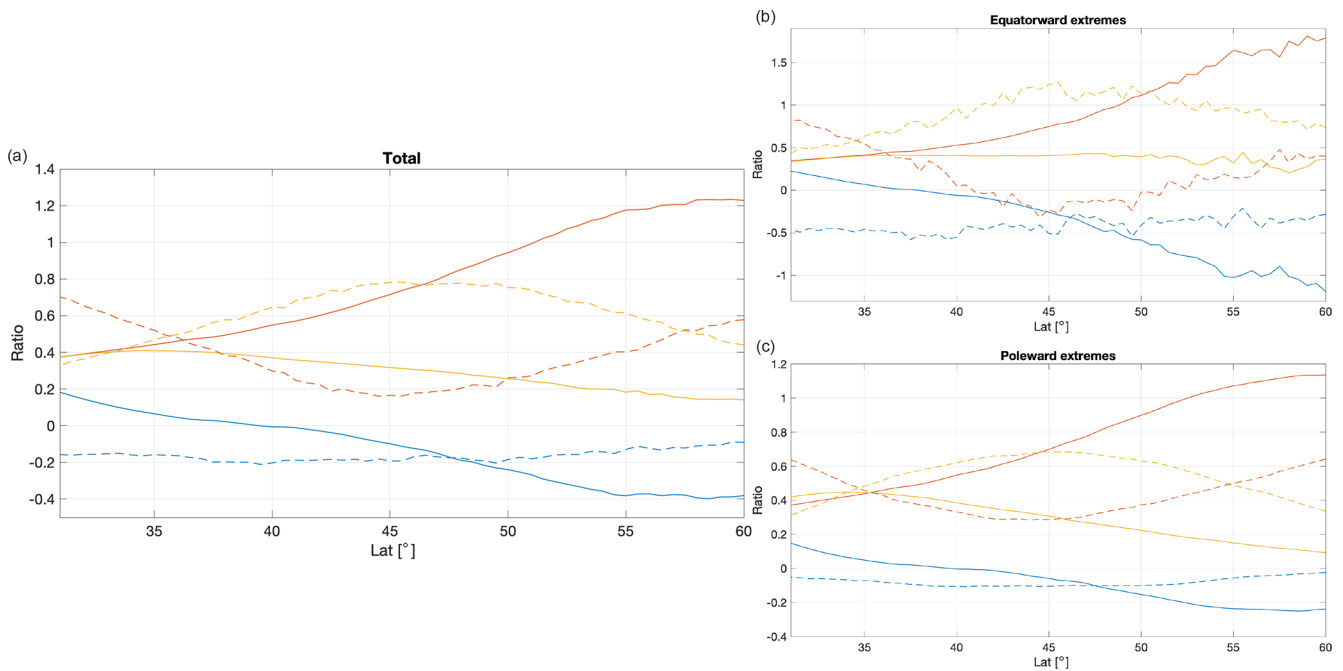 (a)
Total
Ratio
1.4
1.2
1
0.8
0.6
0.4
0.2
0
-0.2
-0.4
35 40 45 50 55 60
Lat [°]
(b)
Equatorward extremes
Ratio
1.5
1
0.5
0
-0.5
-1
35 40 45 50 55 60
Lat [°]
(c)
Poleward extremes
Ratio
1.2
1
0.8
0.6
0.4
0.2
0
-0.2
-0.4
35 40 45 50 55 60
Lat [°]